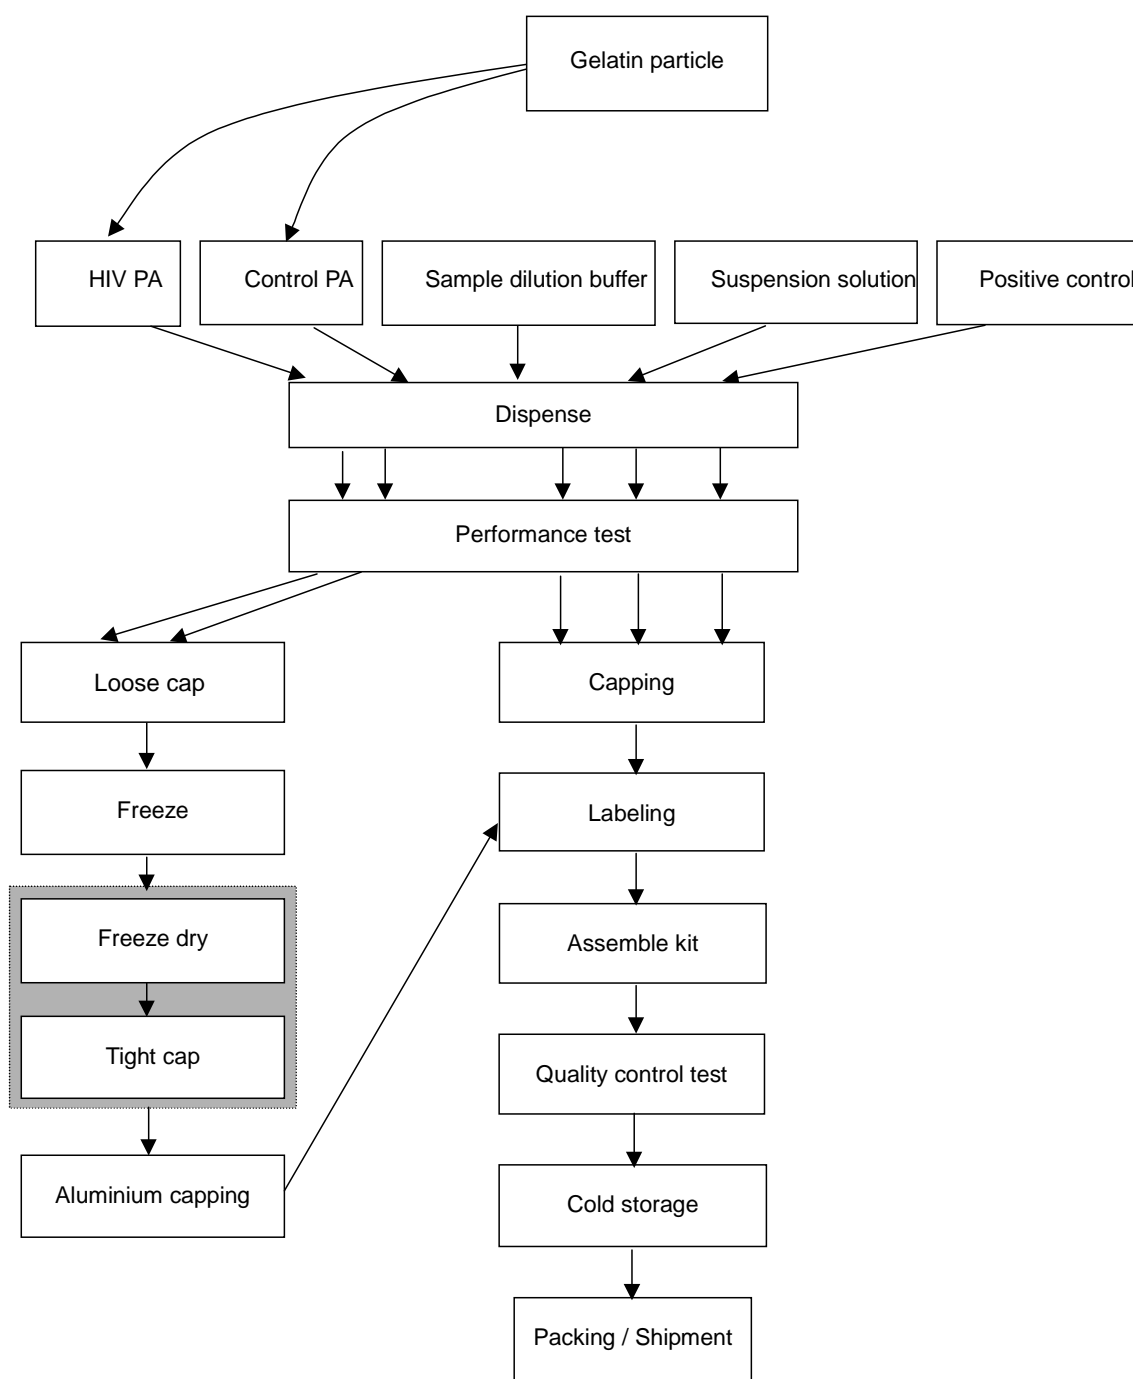 Gelatin particle
HIV PA
Control PA
Sample dilution buffer
Suspension solution
Positive control
Dispense
Performance test
Loose cap
Capping
Freeze
Labeling
Freeze dry
Assemble kit
Tight cap
Quality control test
Aluminium capping
Cold storage
Packing / Shipment